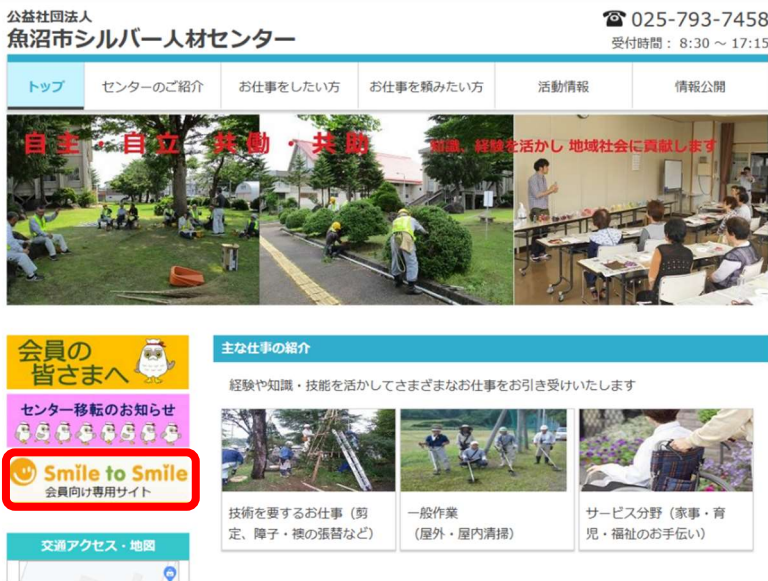 公益社団法人
魚沼市シルバー人材センター
☎ 025-793-7458
受付時間： 8:30 ～ 17:15
トップ
センターのご紹介
お仕事をしたい方
お仕事を頼みたい方
活動情報
情報公開
自主・自立 共働・共助
知識、経験を活かし 地域社会に貢献します
会員の
皆さまへ
センター移転のお知らせ
Smile to Smile
会員向け専用サイト
交通アクセス・地図
主な仕事の紹介
経験や知識・技能を活かしてさまざまなお仕事をお引き受けいたします
技術を要するお仕事（剪
定、障子・襖の張替など）
一般作業
（屋外・屋内清掃）
サービス分野（家事・育
児・福祉のお手伝い）